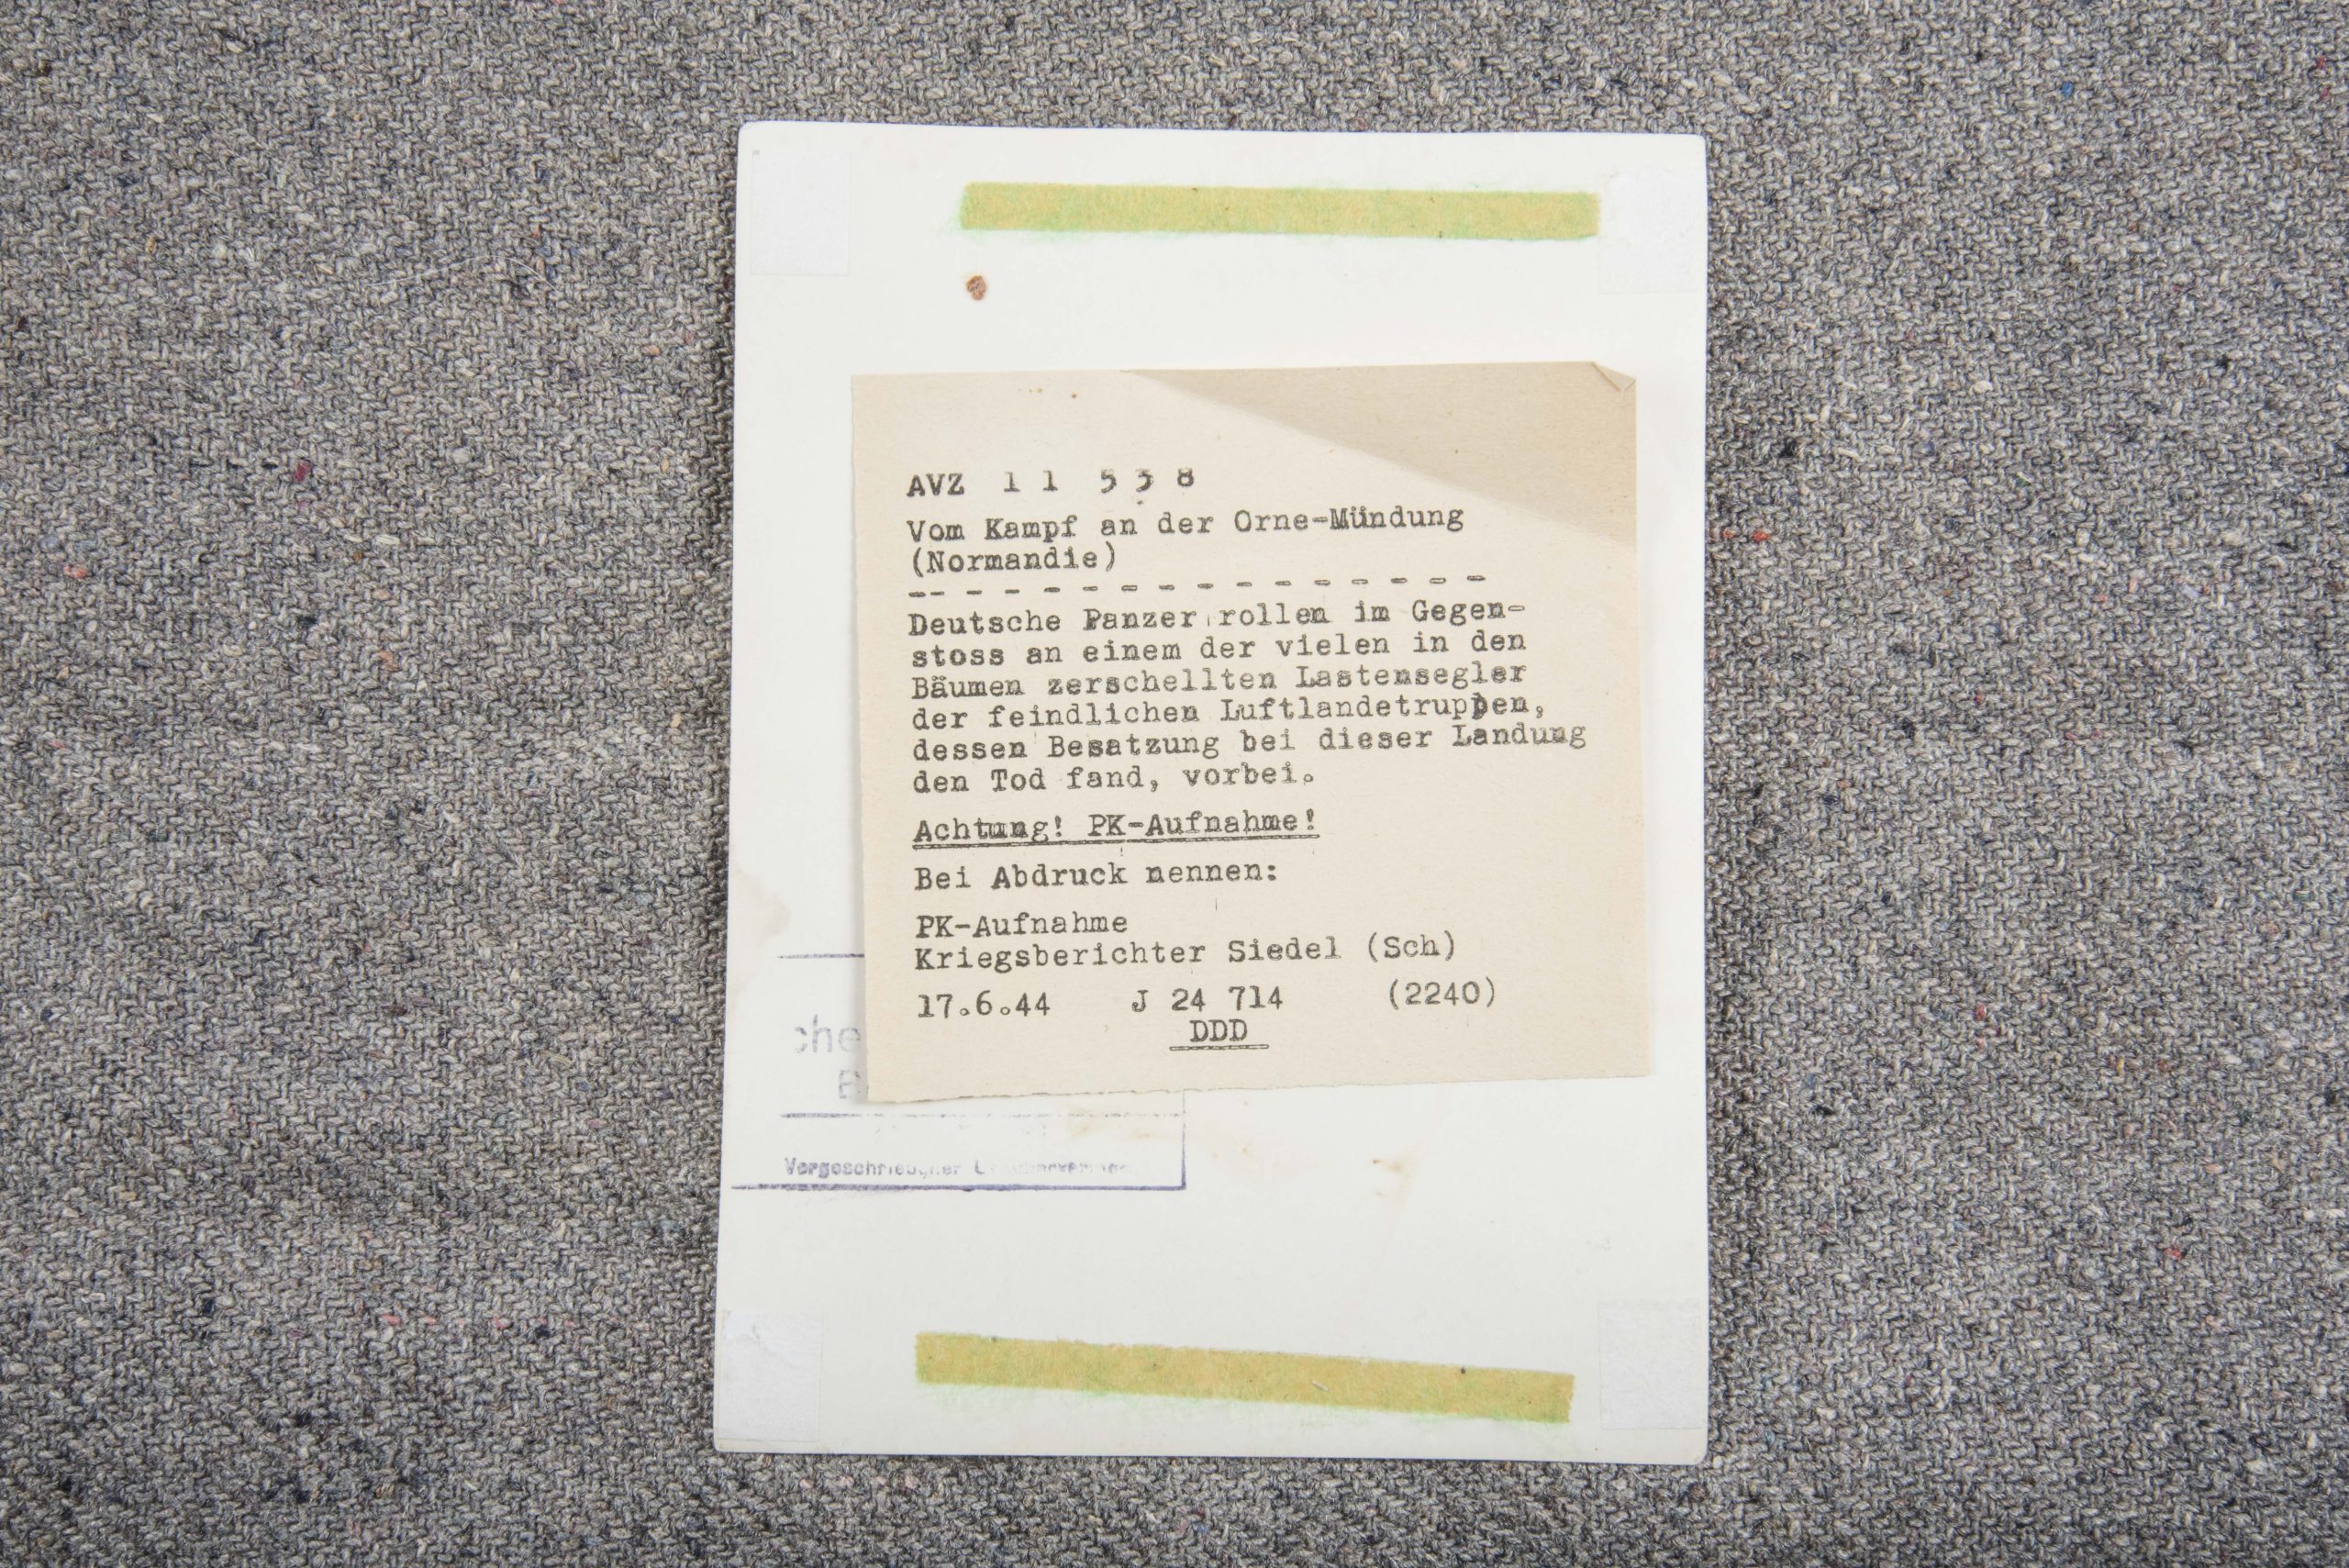 AVZ 11 538
Vom Kampf an der Orne-Mündung
(Normandie)
-- - - - - - - - - - - - - -
Deutsche Panzer rollen im Gegen-
stoss an einem der vielen in den
Bäumen zerschellten Lastensegler
der feindlichen Luftlandetruppen,
dessen Besatzung bei dieser Landung
den Tod fand, vorbei.
Achtung! PK-Aufnahme!
Bei Abdruck nennen:
PK-Aufnahme
Kriegsberichter Siedel (Sch)
17.6.44 J 24 714 (2240)
DDD
che
B
Vorgeschriebener